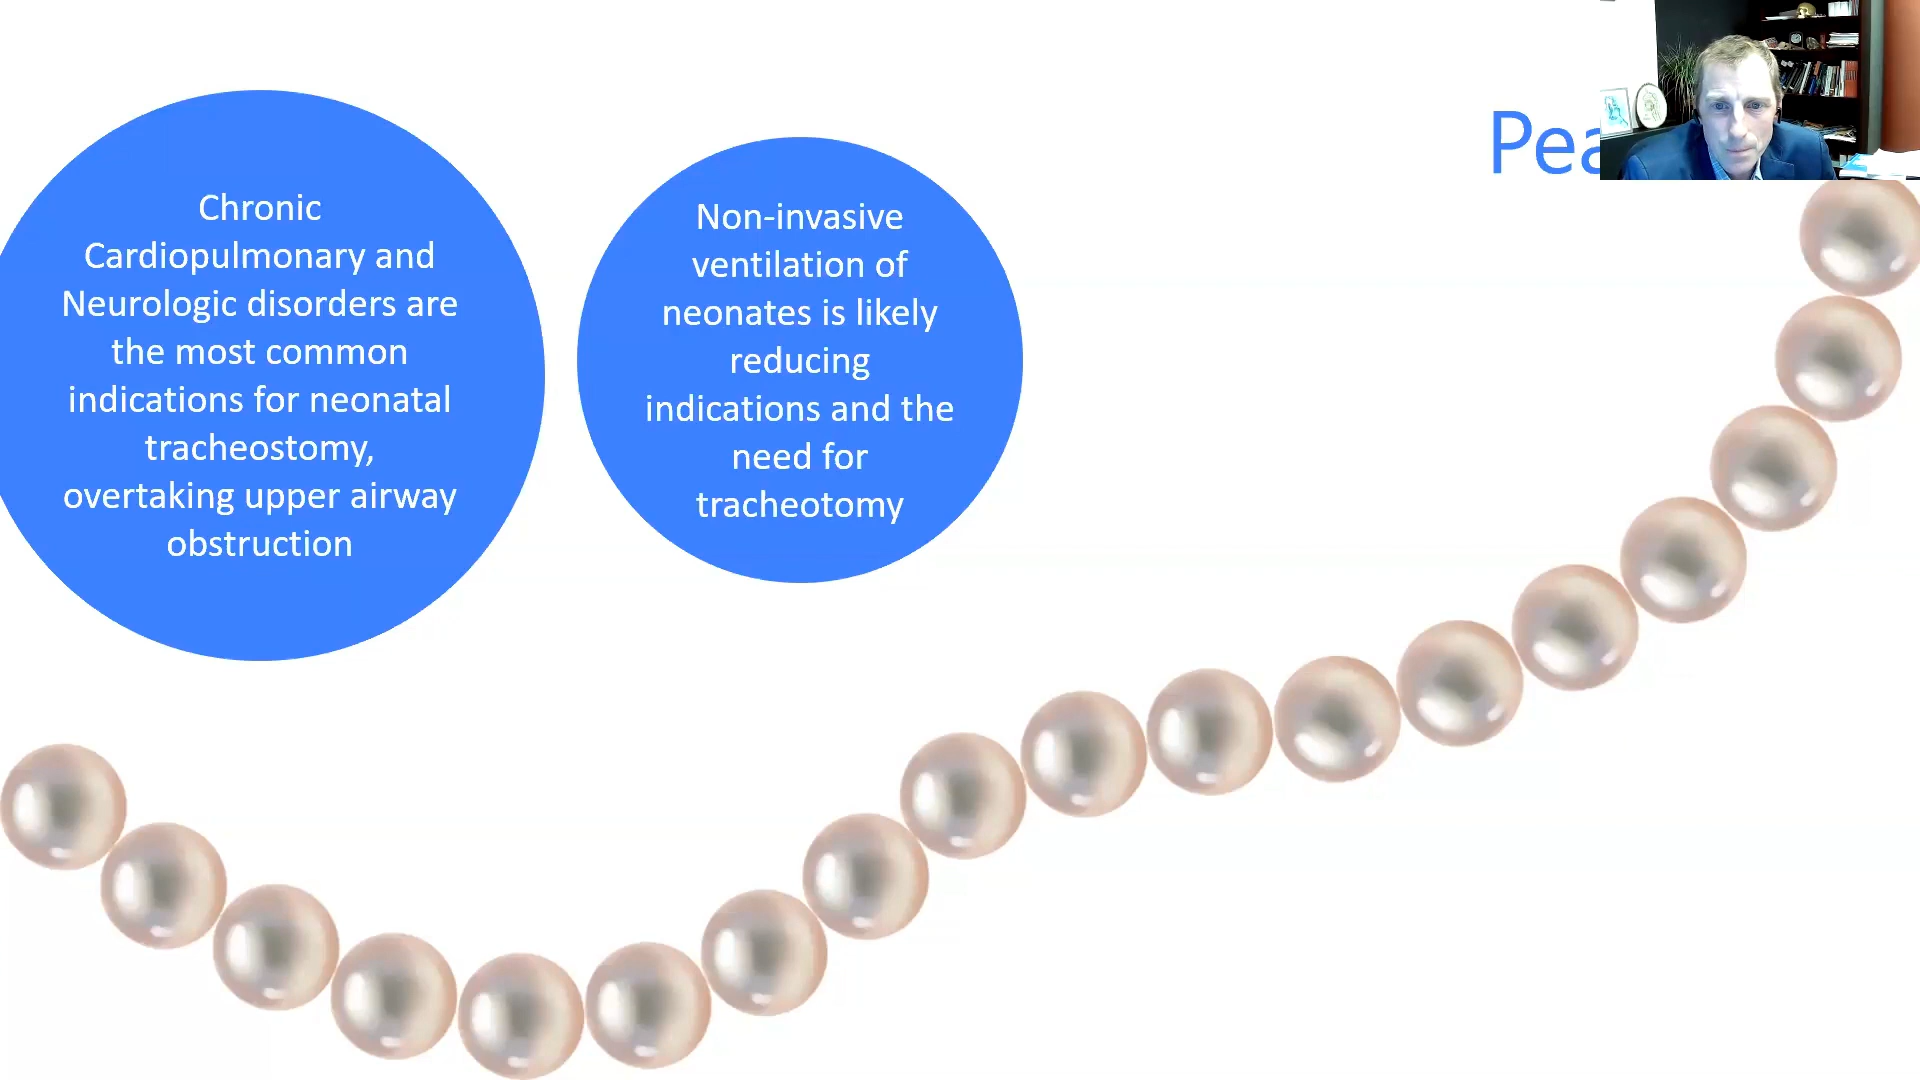 Chronic
Cardiopulmonary and
Neurologic disorders are
the most common
indications for neonatal
tracheostomy,
overtaking upper airway
obstruction
Non-invasive
ventilation of
neonates is likely
reducing
indications and the
need for
tracheotomy